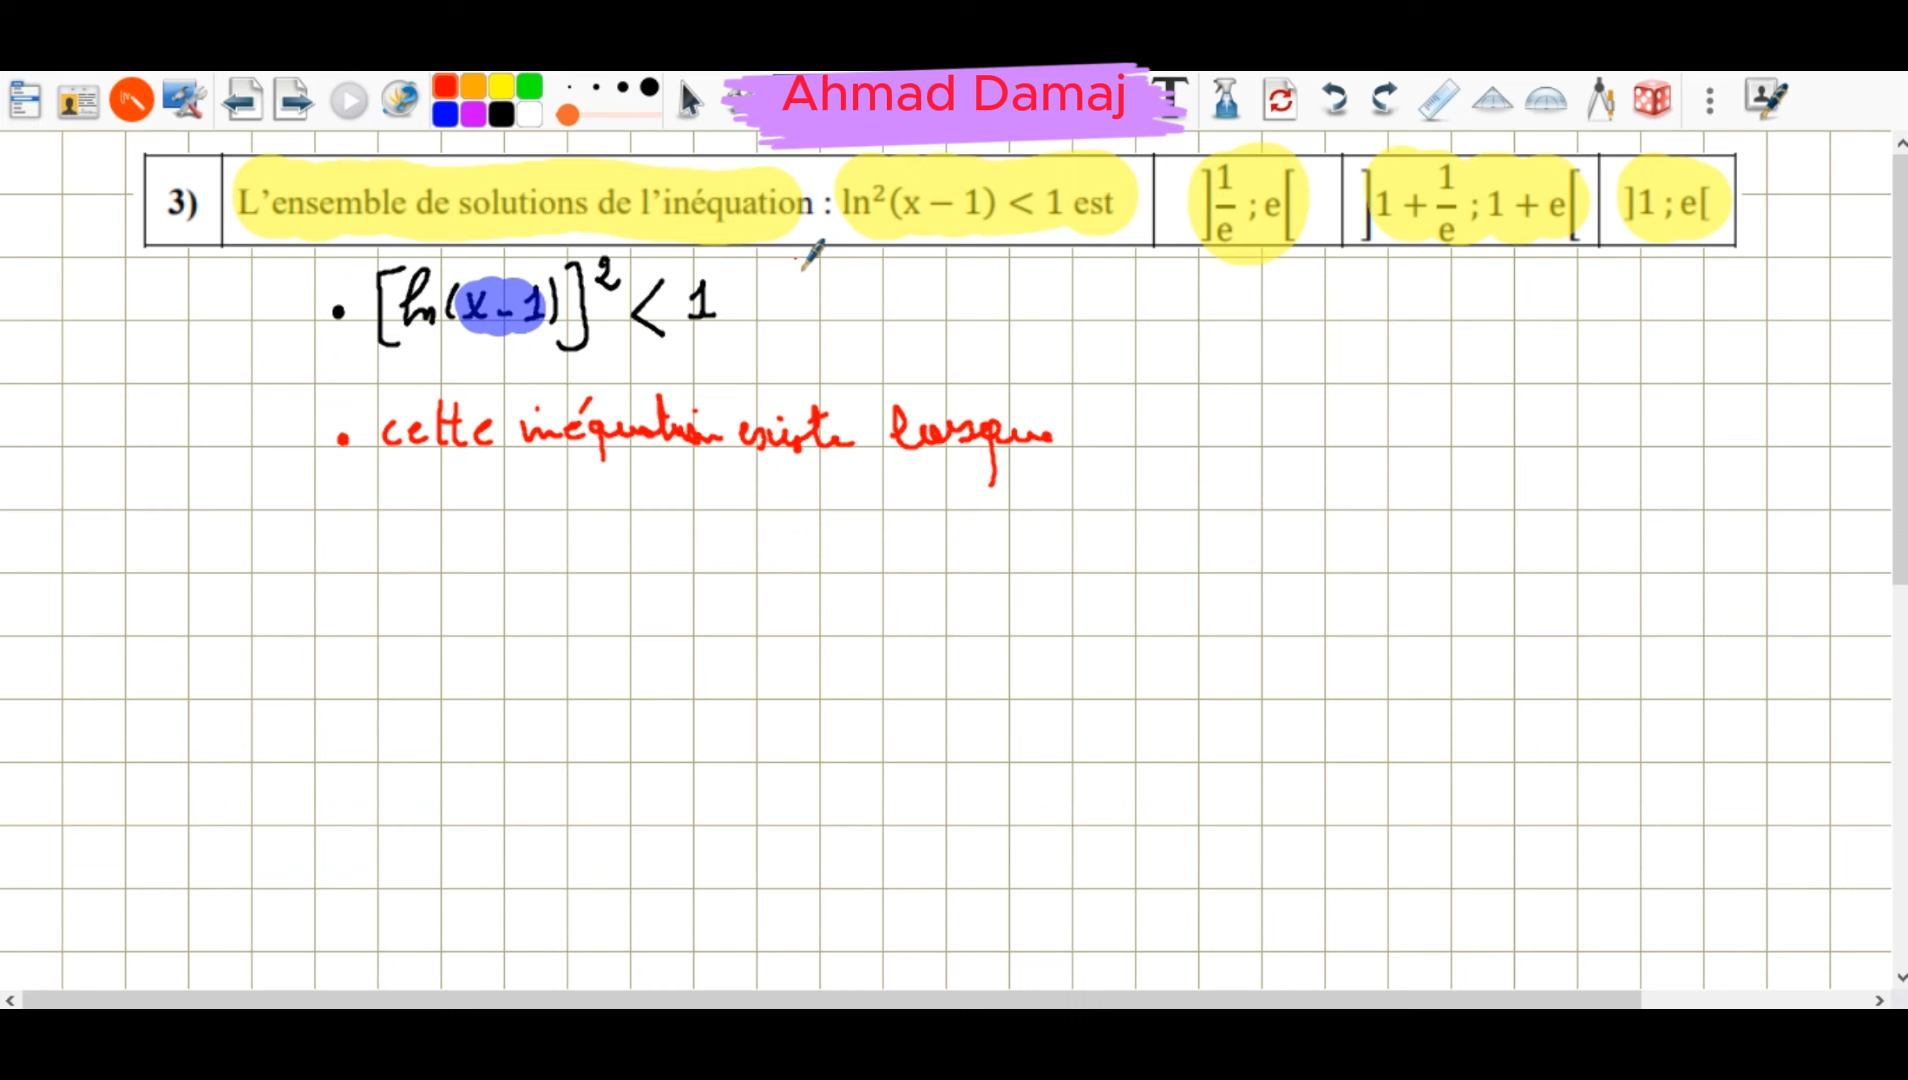 Ahmad Damaj
3) L'ensemble de solutions de l'inéquation : ln²(x − 1) < 1 est ]1/e ; e[ ]1 + 1/e ; 1 + e[ ]1 ; e[
• [ln(x-1)]² < 1
• cette inéquation existe lorsque